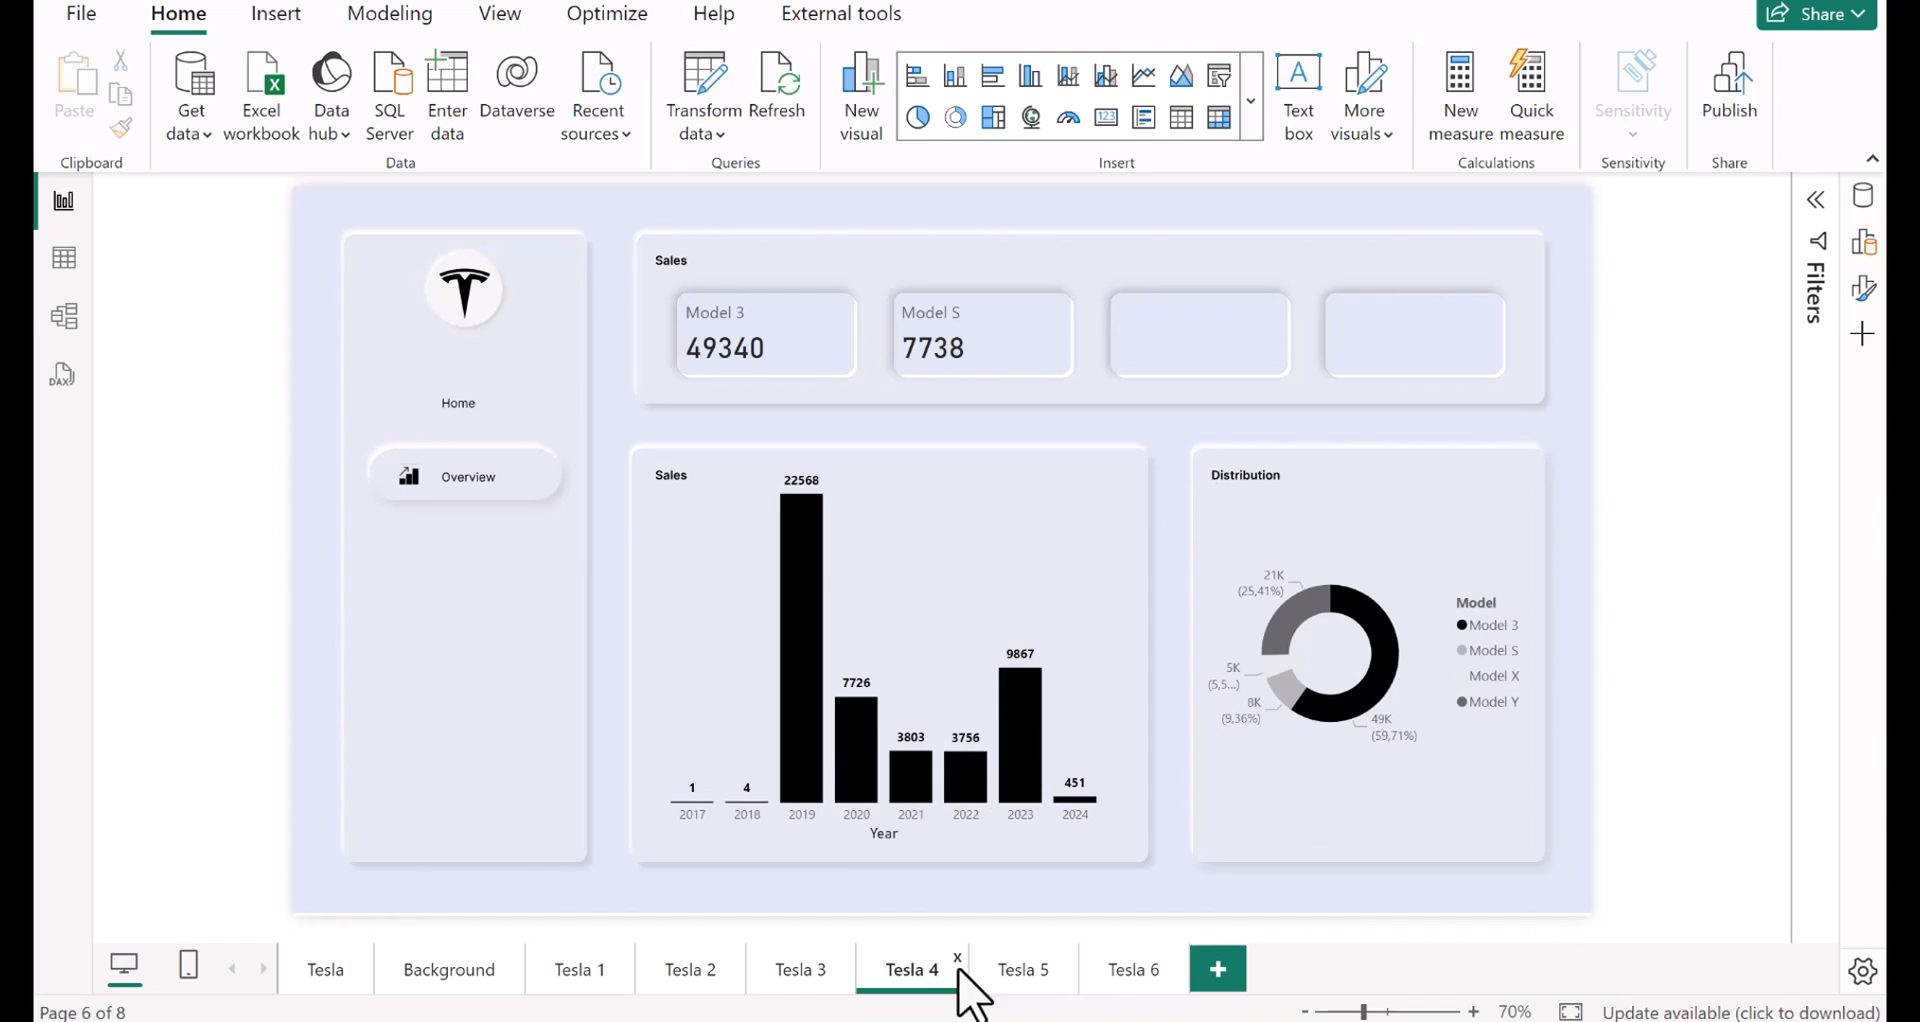 File
Home
Insert
Modeling
View
Optimize
Help
External tools
Share
Paste
Get data
Excel workbook
Data hub
SQL Server
Enter data
Dataverse
Recent sources
Transform data
Refresh
New visual
123
A
Text box
More visuals
New measure
Quick measure
Sensitivity
Publish
Clipboard
Data
Queries
Insert
Calculations
Sensitivity
Share
DAX
Filters
Home
Overview
Sales
Model 3
49340
Model S
7738
Sales
22568
7726
3803
3756
9867
451
1
4
2017
2018
2019
2020
2021
2022
2023
2024
Year
Distribution
21K
(25,41%)
5K
(5,5...)
8K
(9,36%)
49K
(59,71%)
Model
Model 3
Model S
Model X
Model Y
Tesla
Background
Tesla 1
Tesla 2
Tesla 3
Tesla 4
x
Tesla 5
Tesla 6
+
Page 6 of 8
- + 70%
Update available (click to download)